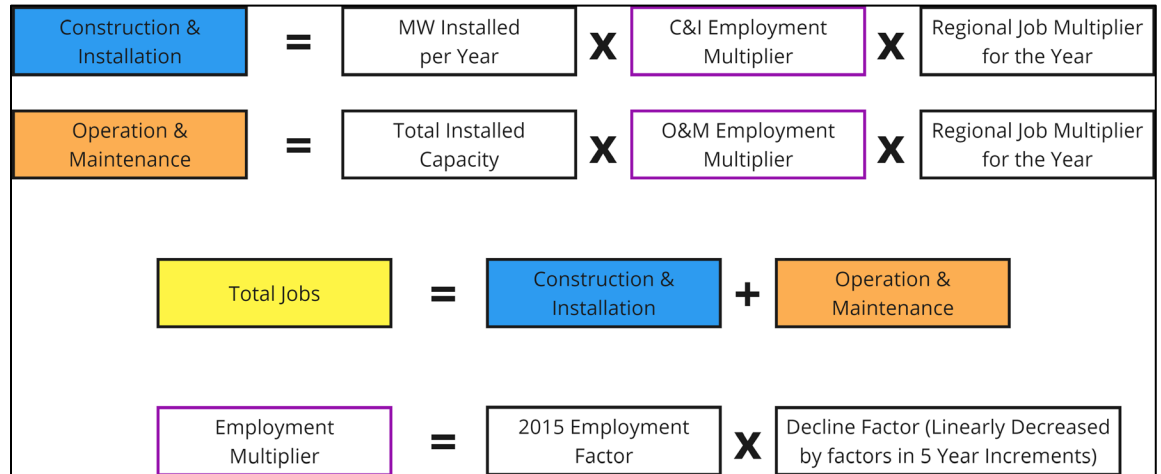 Construction &
Installation
=
MW Installed
per Year
x
C&I Employment
Multiplier
x
Regional Job Multiplier
for the Year
Operation &
Maintenance
=
Total Installed
Capacity
x
O&M Employment
Multiplier
x
Regional Job Multiplier
for the Year
Total Jobs
=
Construction &
Installation
+
Operation &
Maintenance
Employment
Multiplier
=
2015 Employment
Factor
x
Decline Factor (Linearly Decreased
by factors in 5 Year Increments)